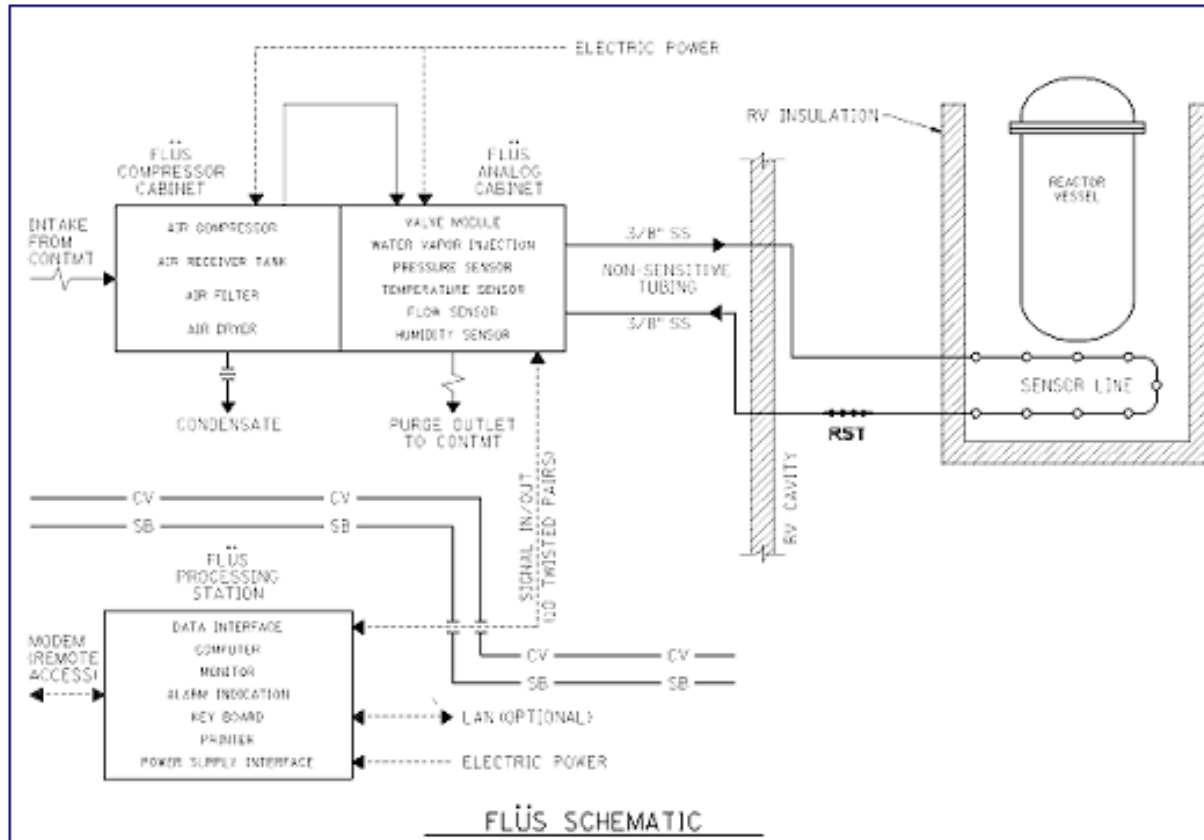 ELECTRIC POWER
RV INSULATION
REACTOR
VESSEL
FLÜS
COMPRESSOR
CABINET
FLÜS
ANALOG
CABINET
INTAKE
FROM
CONTMT
AIR COMPRESSOR
AIR RECEIVER TANK
AIR FILTER
AIR DRYER
VALVE MODULE
WATER VAPOR INJECTION
PRESSURE SENSOR
TEMPERATURE SENSOR
FLOW SENSOR
HUMIDITY SENSOR
3/8" SS
NON-SENSITIVE
TUBING
3/8" SS
SENSOR LINE
RST
CONDENSATE
PURGE OUTLET
TO CONTMT
RV CAVITY
SIGNAL IN/OUT
(10 TWISTED PAIRS)
CV CV
SB SB
FLÜS
PROCESSING
STATION
MODEM
(REMOTE
ACCESS)
DATA INTERFACE
COMPUTER
MONITOR
ALARM INDICATION
KEY BOARD
PRINTER
POWER SUPPLY INTERFACE
CV CV
SB SB
LAN (OPTIONAL)
ELECTRIC POWER
FLÜS SCHEMATIC